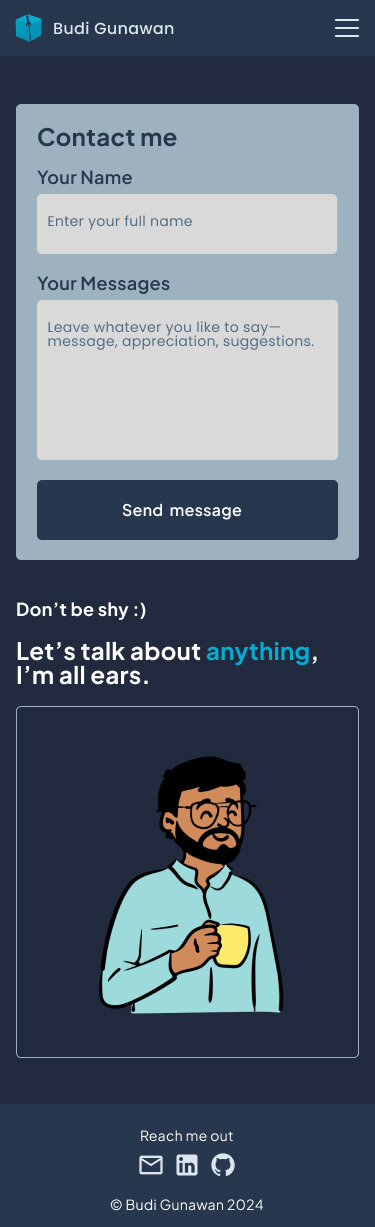 Budi Gunawan
Contact me
Your Name
Enter your full name
Your Messages
Leave whatever you like to say—
message, appreciation, suggestions.
Send message
Don’t be shy :)
Let’s talk about anything,
I’m all ears.
Reach me out
in
© Budi Gunawan 2024